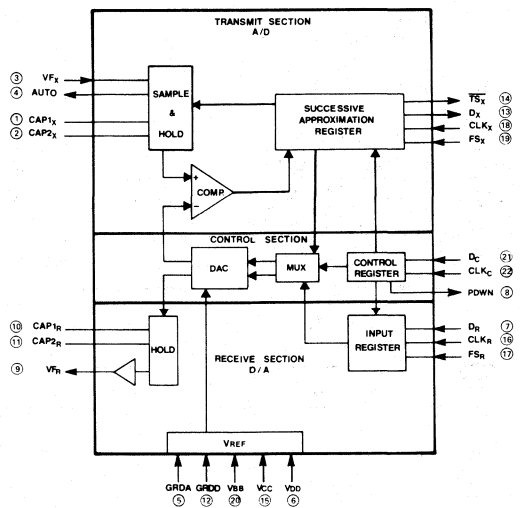 TRANSMIT SECTION
A/D
③ VFX
④ AUTO
① CAP1X
② CAP2X
SAMPLE
&
HOLD
SUCCESSIVE
APPROXIMATION
REGISTER
TSX ⑭
DX ⑬
CLKX ⑱
FSX ⑲
+
−
COMP.
CONTROL SECTION
DAC
MUX
CONTROL
REGISTER
DC ㉑
CLKC ㉒
PDWN ⑧
⑩ CAP1R
⑪ CAP2R
⑨ VFR
HOLD
RECEIVE SECTION
D/A
INPUT
REGISTER
DR ⑦
CLKR ⑯
FSR ⑰
VREF
GRDA GRDD VBB VCC VDD
⑤ ⑫ ⑳ ⑮ ⑥